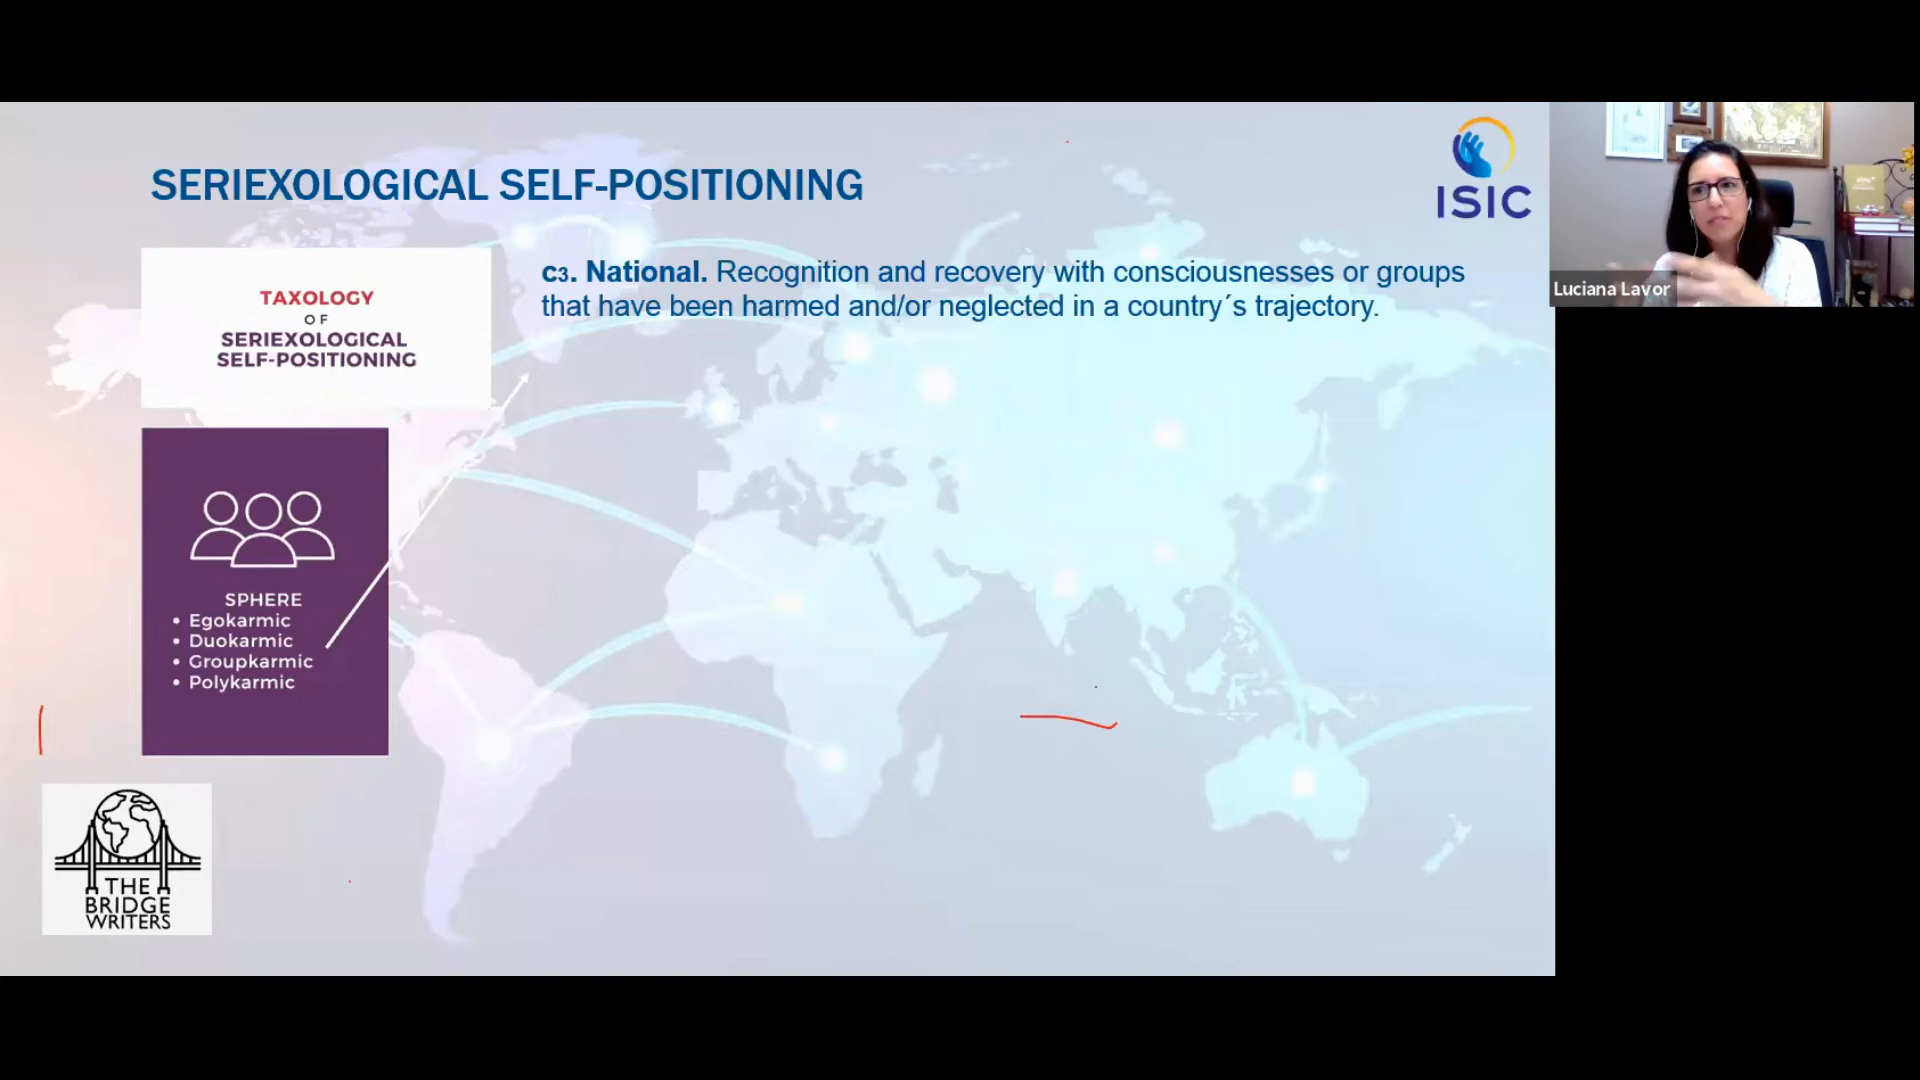 SERIEXOLOGICAL SELF-POSITIONING
ISIC
Luciana Lavor
TAXOLOGY
OF
SERIEXOLOGICAL
SELF-POSITIONING
c3. National. Recognition and recovery with consciousnesses or groups
that have been harmed and/or neglected in a country´s trajectory.
SPHERE
• Egokarmic
• Duokarmic
• Groupkarmic
• Polykarmic
THE
BRIDGE
WRITERS